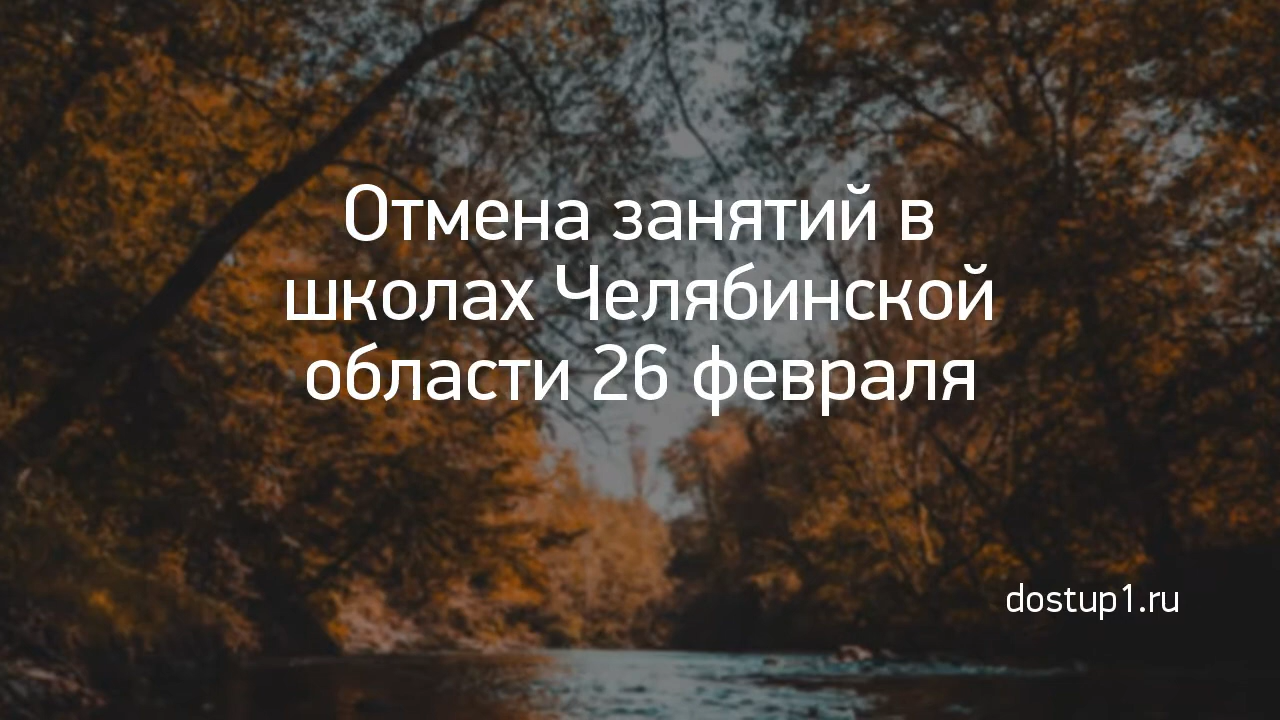 Отмена занятий в
школах Челябинской
области 26 февраля
dostup1.ru